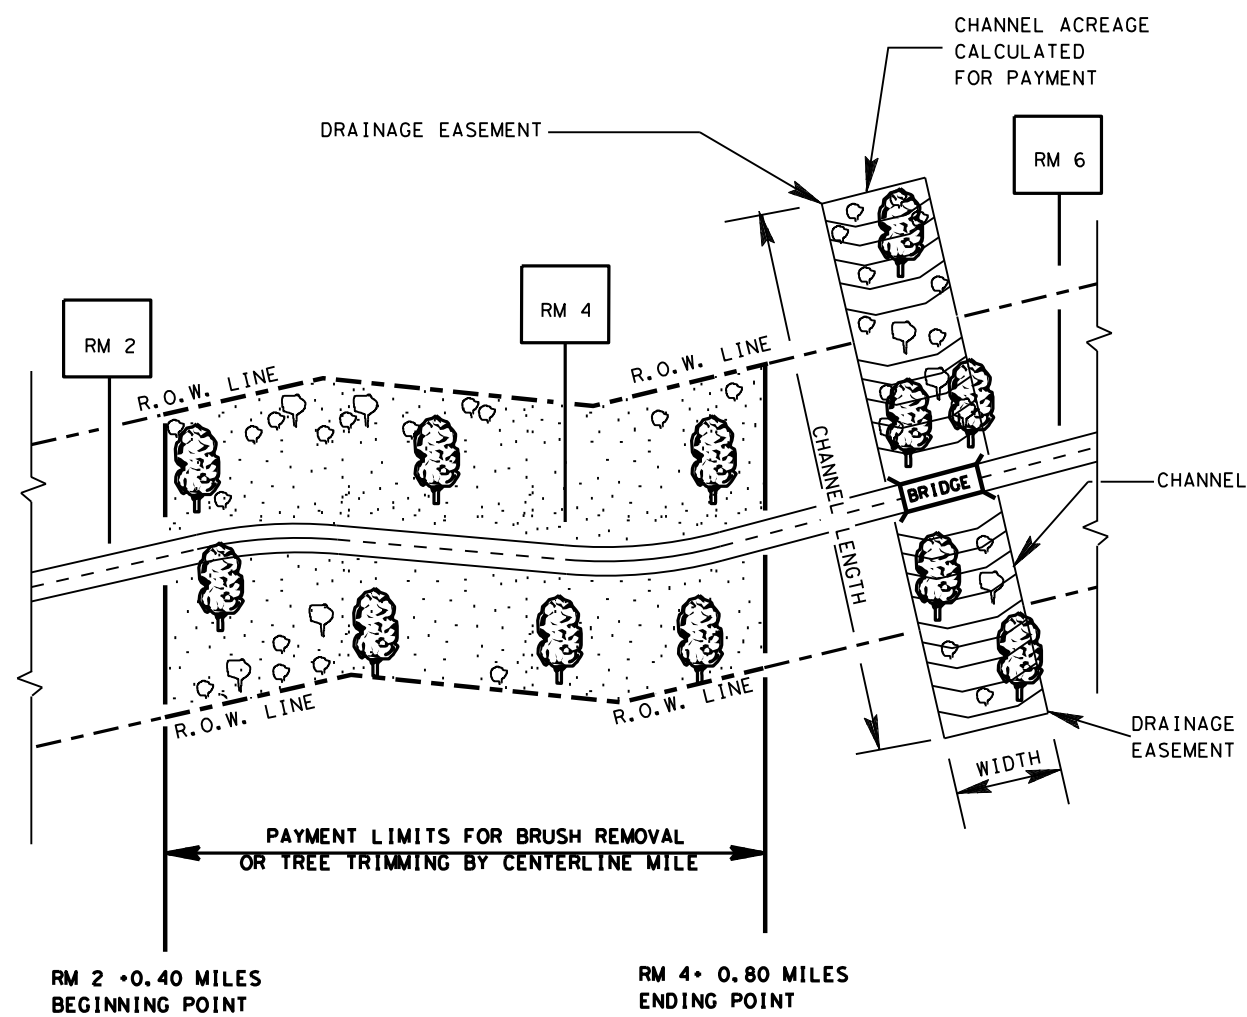 CHANNEL ACREAGE
CALCULATED
FOR PAYMENT
DRAINAGE EASEMENT
RM 6
RM 4
RM 2
R.O.W. LINE
R.O.W. LINE
CHANNEL LENGTH
BRIDGE
CHANNEL
R.O.W. LINE
R.O.W. LINE
DRAINAGE
EASEMENT
WIDTH
PAYMENT LIMITS FOR BRUSH REMOVAL
OR TREE TRIMMING BY CENTERLINE MILE
RM 2 +0.40 MILES
BEGINNING POINT
RM 4+ 0.80 MILES
ENDING POINT